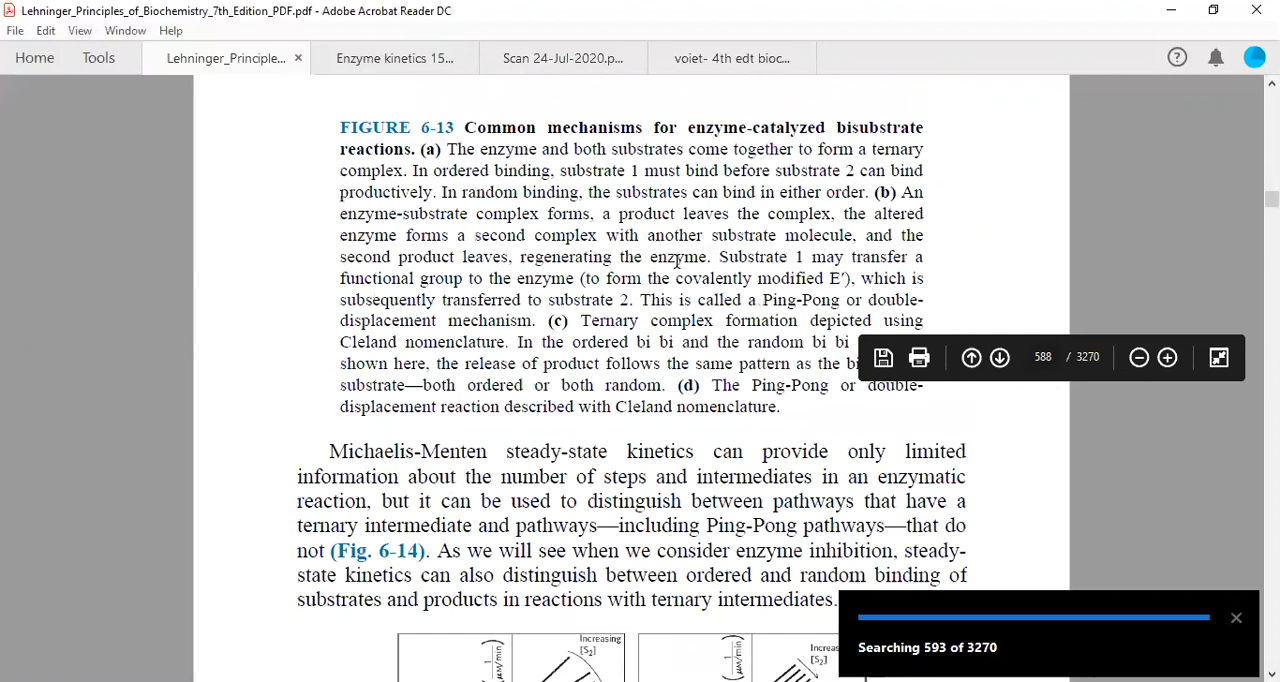 Lehninger_Principles_of_Biochemistry_7th_Edition_PDF.pdf - Adobe Acrobat Reader DC
File Edit View Window Help
Home Tools Lehninger_Principle... × Enzyme kinetics 15... Scan 24-Jul-2020.p... voiet- 4th edt bioc...
FIGURE 6-13 Common mechanisms for enzyme-catalyzed bisubstrate
reactions. (a) The enzyme and both substrates come together to form a ternary
complex. In ordered binding, substrate 1 must bind before substrate 2 can bind
productively. In random binding, the substrates can bind in either order. (b) An
enzyme-substrate complex forms, a product leaves the complex, the altered
enzyme forms a second complex with another substrate molecule, and the
second product leaves, regenerating the enzyme. Substrate 1 may transfer a
functional group to the enzyme (to form the covalently modified E′), which is
subsequently transferred to substrate 2. This is called a Ping-Pong or double-
displacement mechanism. (c) Ternary complex formation depicted using
Cleland nomenclature. In the ordered bi bi and the random bi bi
shown here, the release of product follows the same pattern as the bi
substrate—both ordered or both random. (d) The Ping-Pong or double-
displacement reaction described with Cleland nomenclature.
588 / 3270
Michaelis-Menten steady-state kinetics can provide only limited
information about the number of steps and intermediates in an enzymatic
reaction, but it can be used to distinguish between pathways that have a
ternary intermediate and pathways—including Ping-Pong pathways—that do
not (Fig. 6-14). As we will see when we consider enzyme inhibition, steady-
state kinetics can also distinguish between ordered and random binding of
substrates and products in reactions with ternary intermediates.
Increasing
[S2]
(1/μM/min)
Increas
[S2]
(1/μM/min)
Searching 593 of 3270